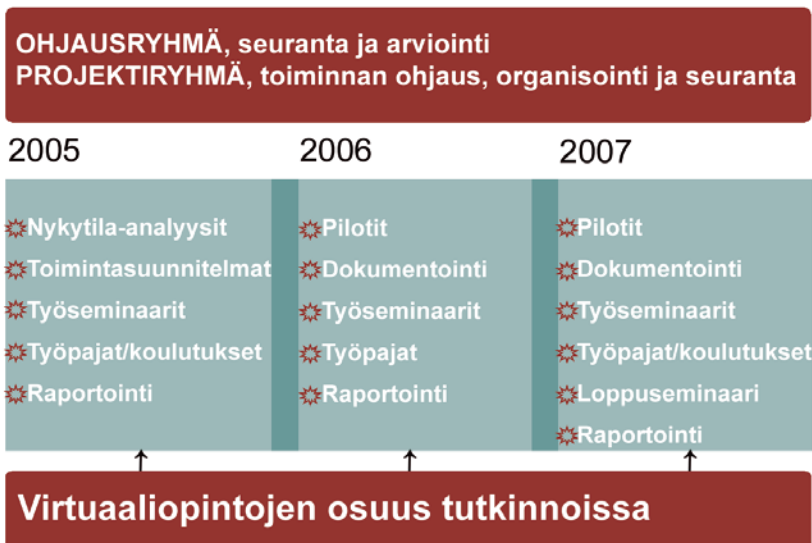 OHJAUSRYHMÄ, seuranta ja arviointi
PROJEKTIRYHMÄ, toiminnan ohjaus, organisointi ja seuranta
2005
Nykytila-analyysit
Toimintasuunnitelmat
Työseminaarit
Työpajat/koulutukset
Raportointi
2006
Pilotit
Dokumentointi
Työseminaarit
Työpajat
Raportointi
2007
Pilotit
Dokumentointi
Työseminaarit
Työpajat/koulutukset
Loppuseminaari
Raportointi
Virtuaaliopintojen osuus tutkinnoissa